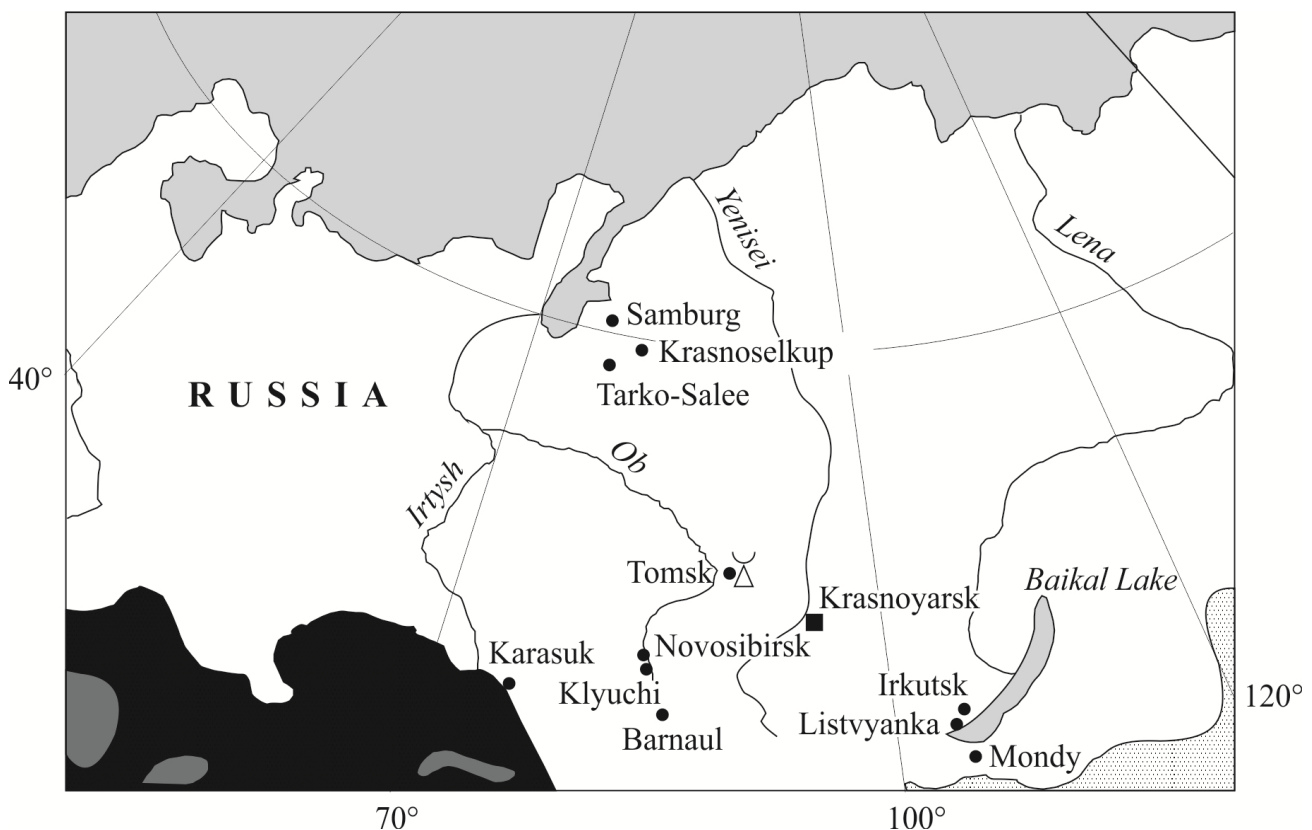 Yenisei
Lena
Samburg
Krasnoselkup
40°
RUSSIA
Tarko-Salee
Ob
Irtysh
Tomsk
Baikal Lake
Krasnoyarsk
Karasuk
Novosibirsk
Klyuchi
Irkutsk
120°
Listvyanka
Barnaul
Mondy
70°
100°